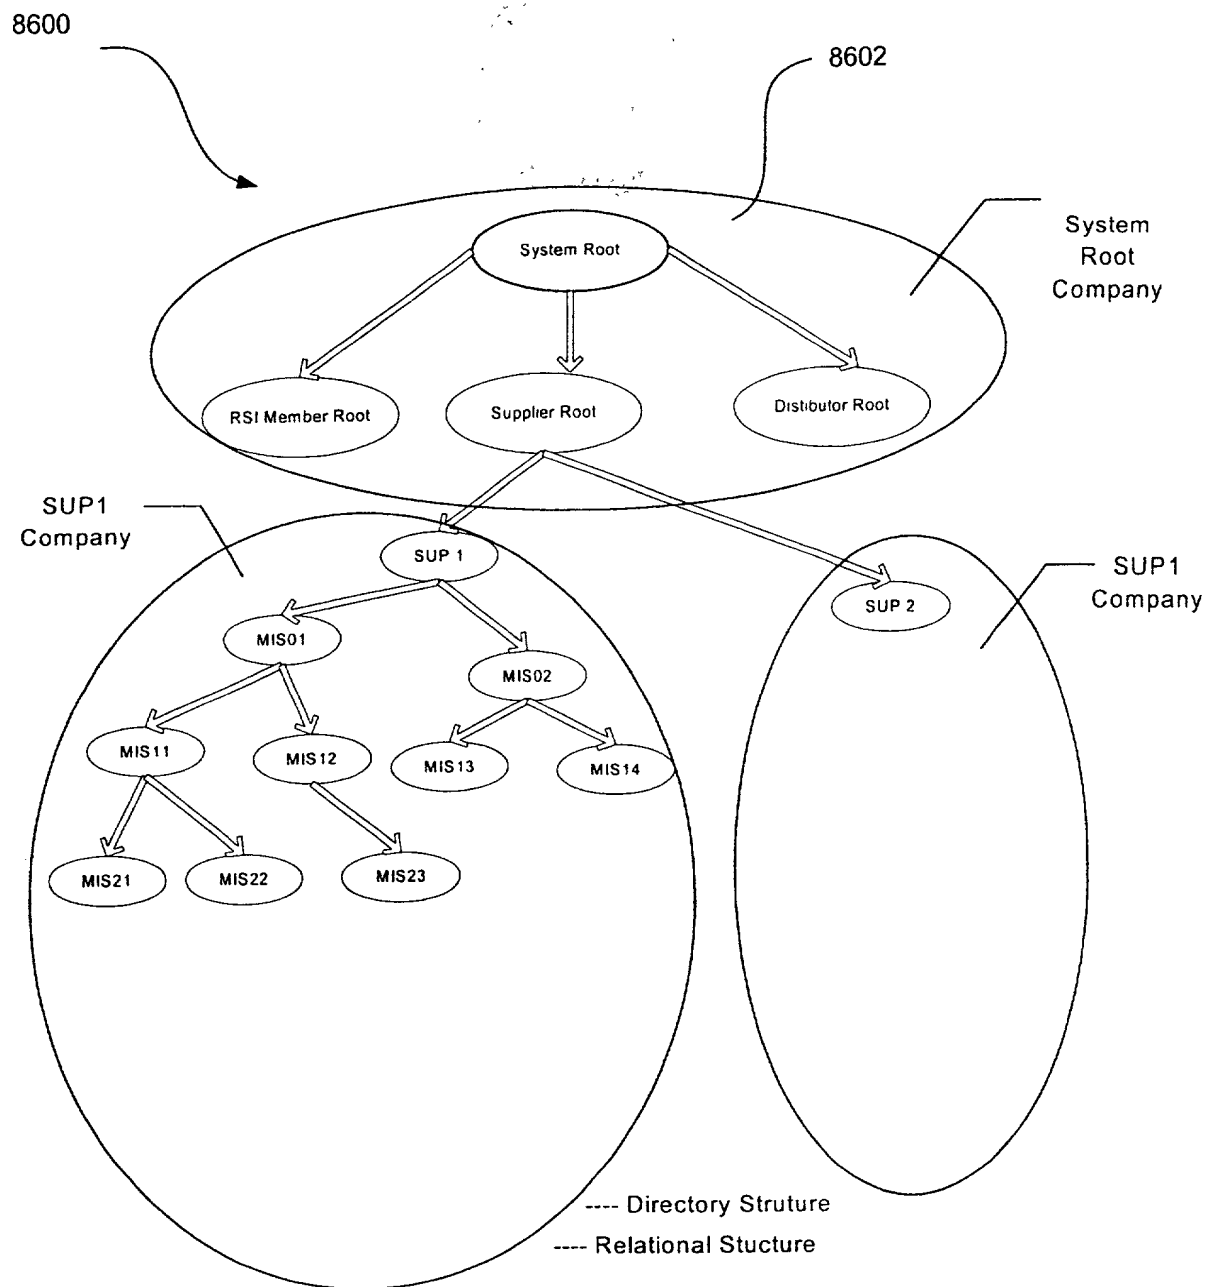 8600
8602
System Root
System
Root
Company
RSI Member Root
Supplier Root
Distibutor Root
SUP1
Company
SUP 1
SUP1
Company
SUP 2
MIS01
MIS02
MIS11
MIS12
MIS13
MIS14
MIS21
MIS22
MIS23
---- Directory Struture
---- Relational Stucture